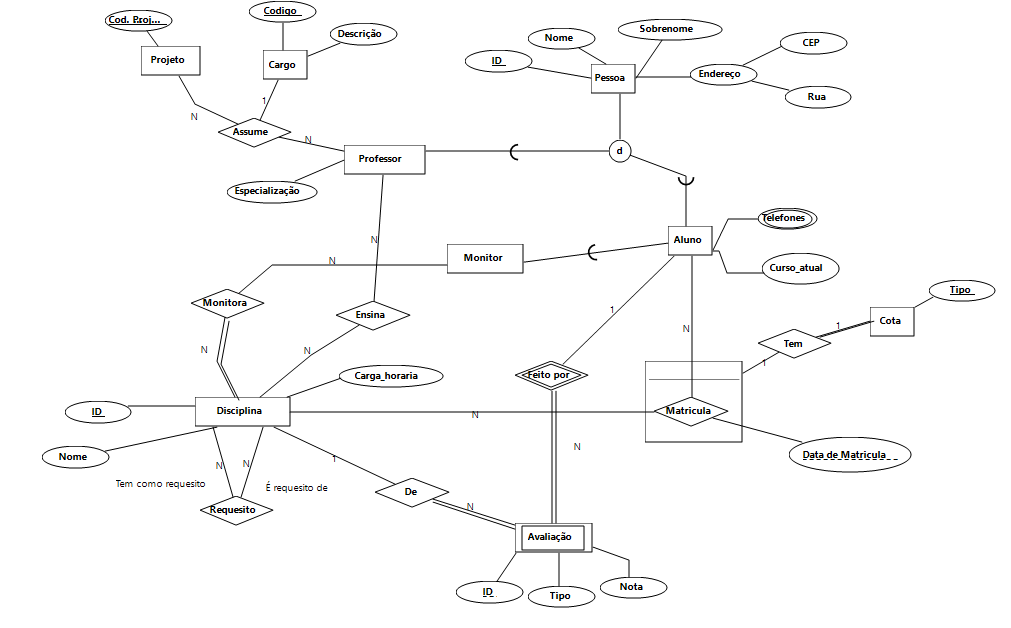 Cod. Proj...
Codigo
Descrição
Projeto
Cargo
Nome
Sobrenome
ID
Pessoa
Endereço
CEP
Rua
N
1
Assume
N
Professor
d
Especialização
Telefones
Aluno
Curso_atual
N
N
Monitor
Monitora
Ensina
1
N
Tipo
Cota
1
Tem
1
N
N
Carga_horaria
Feito por
ID
Disciplina
N
Matricula
Nome
N
Data de Matricula
1
N
N
Tem como requesito
É requesito de
Requesito
De
N
Avaliação
ID
Tipo
Nota